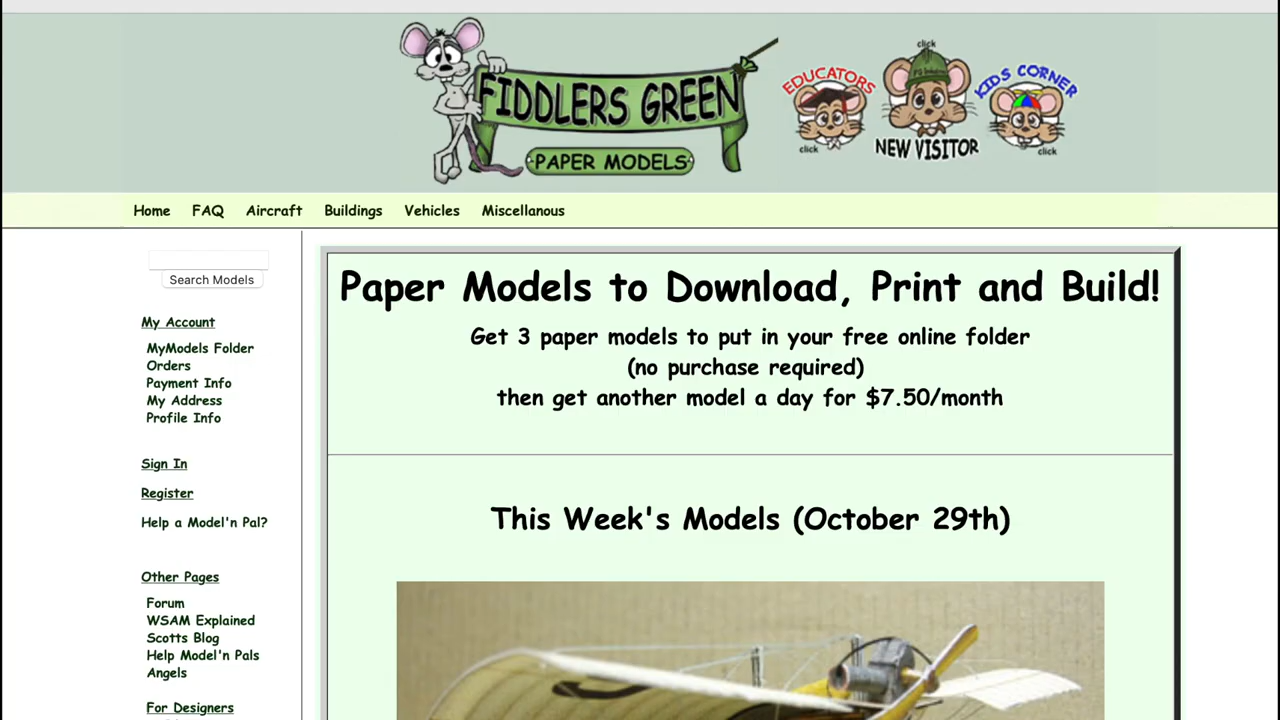 FIDDLERS GREEN
PAPER MODELS
EDUCATORS
click
click
NEW VISITOR
KIDS CORNER
click
Home FAQ Aircraft Buildings Vehicles Miscellanous
Search Models
My Account
MyModels Folder
Orders
Payment Info
My Address
Profile Info
Sign In
Register
Help a Model'n Pal?
Other Pages
Forum
WSAM Explained
Scotts Blog
Help Model'n Pals
Angels
For Designers
Paper Models to Download, Print and Build!
Get 3 paper models to put in your free online folder
(no purchase required)
then get another model a day for $7.50/month
This Week's Models (October 29th)